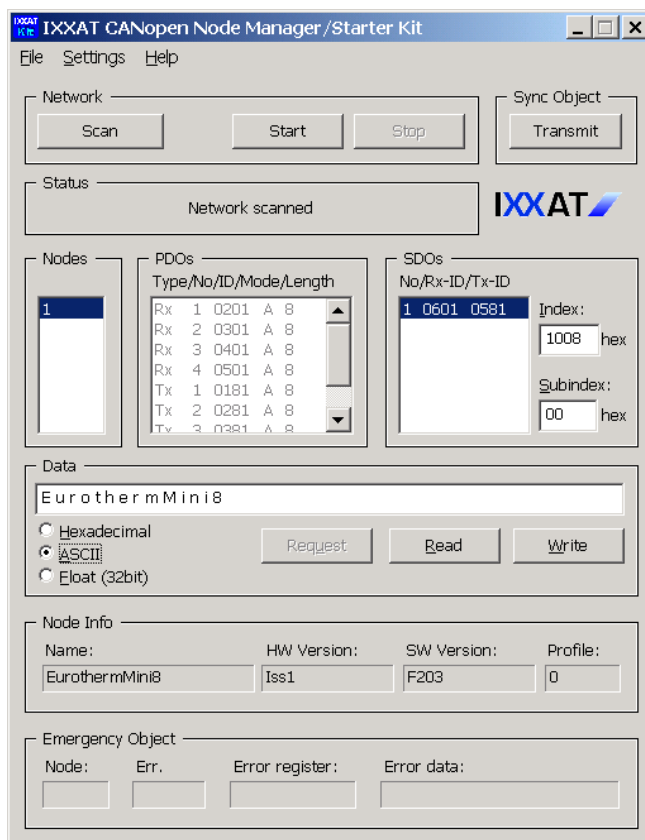 IXXAT CANopen Node Manager/Starter Kit
File Settings Help
Network
Sync Object
Scan Start Stop Transmit
Status
Network scanned
IXXAT
Nodes PDOs SDOs
Type/No/ID/Mode/Length No/Rx-ID/Tx-ID
1
Rx 1 0201 A 8
Rx 2 0301 A 8
Rx 3 0401 A 8
Rx 4 0501 A 8
Tx 1 0181 A 8
Tx 2 0281 A 8
Tx 3 0381 A 8
1 0601 0581
Index:
1008 hex
Subindex:
00 hex
Data
EurothermMini8
Hexadecimal
ASCII
Float (32bit)
Request Read Write
Node Info
Name: HW Version: SW Version: Profile:
EurothermMini8 Iss1 F203 0
Emergency Object
Node: Err. Error register: Error data: